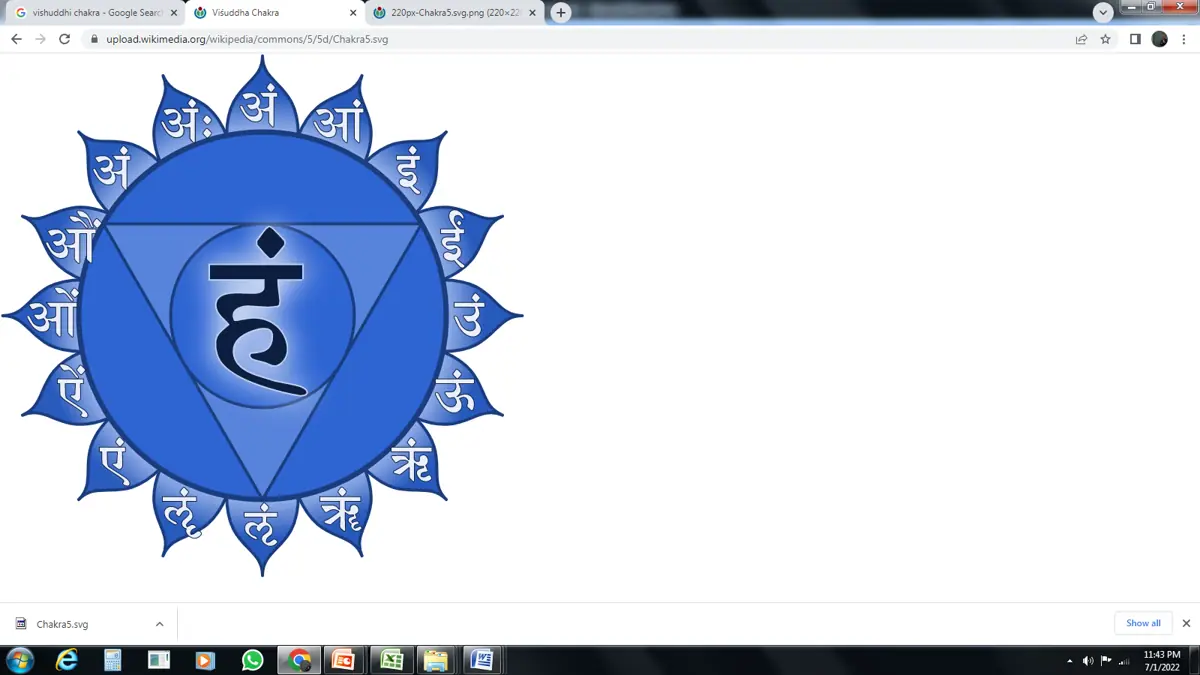 vishuddhi chakra - Google Searc
Viśuddha Chakra
220px-Chakra5.svg.png (220×22
upload.wikimedia.org/wikipedia/commons/5/5d/Chakra5.svg
अं
आं
इं
ईं
उं
ऊं
ऋं
ॠं
ऌं
ॡं
एं
ऐं
ओं
औं
अं
अंः
हं
Chakra5.svg
Show all
11:43 PM
7/1/2022